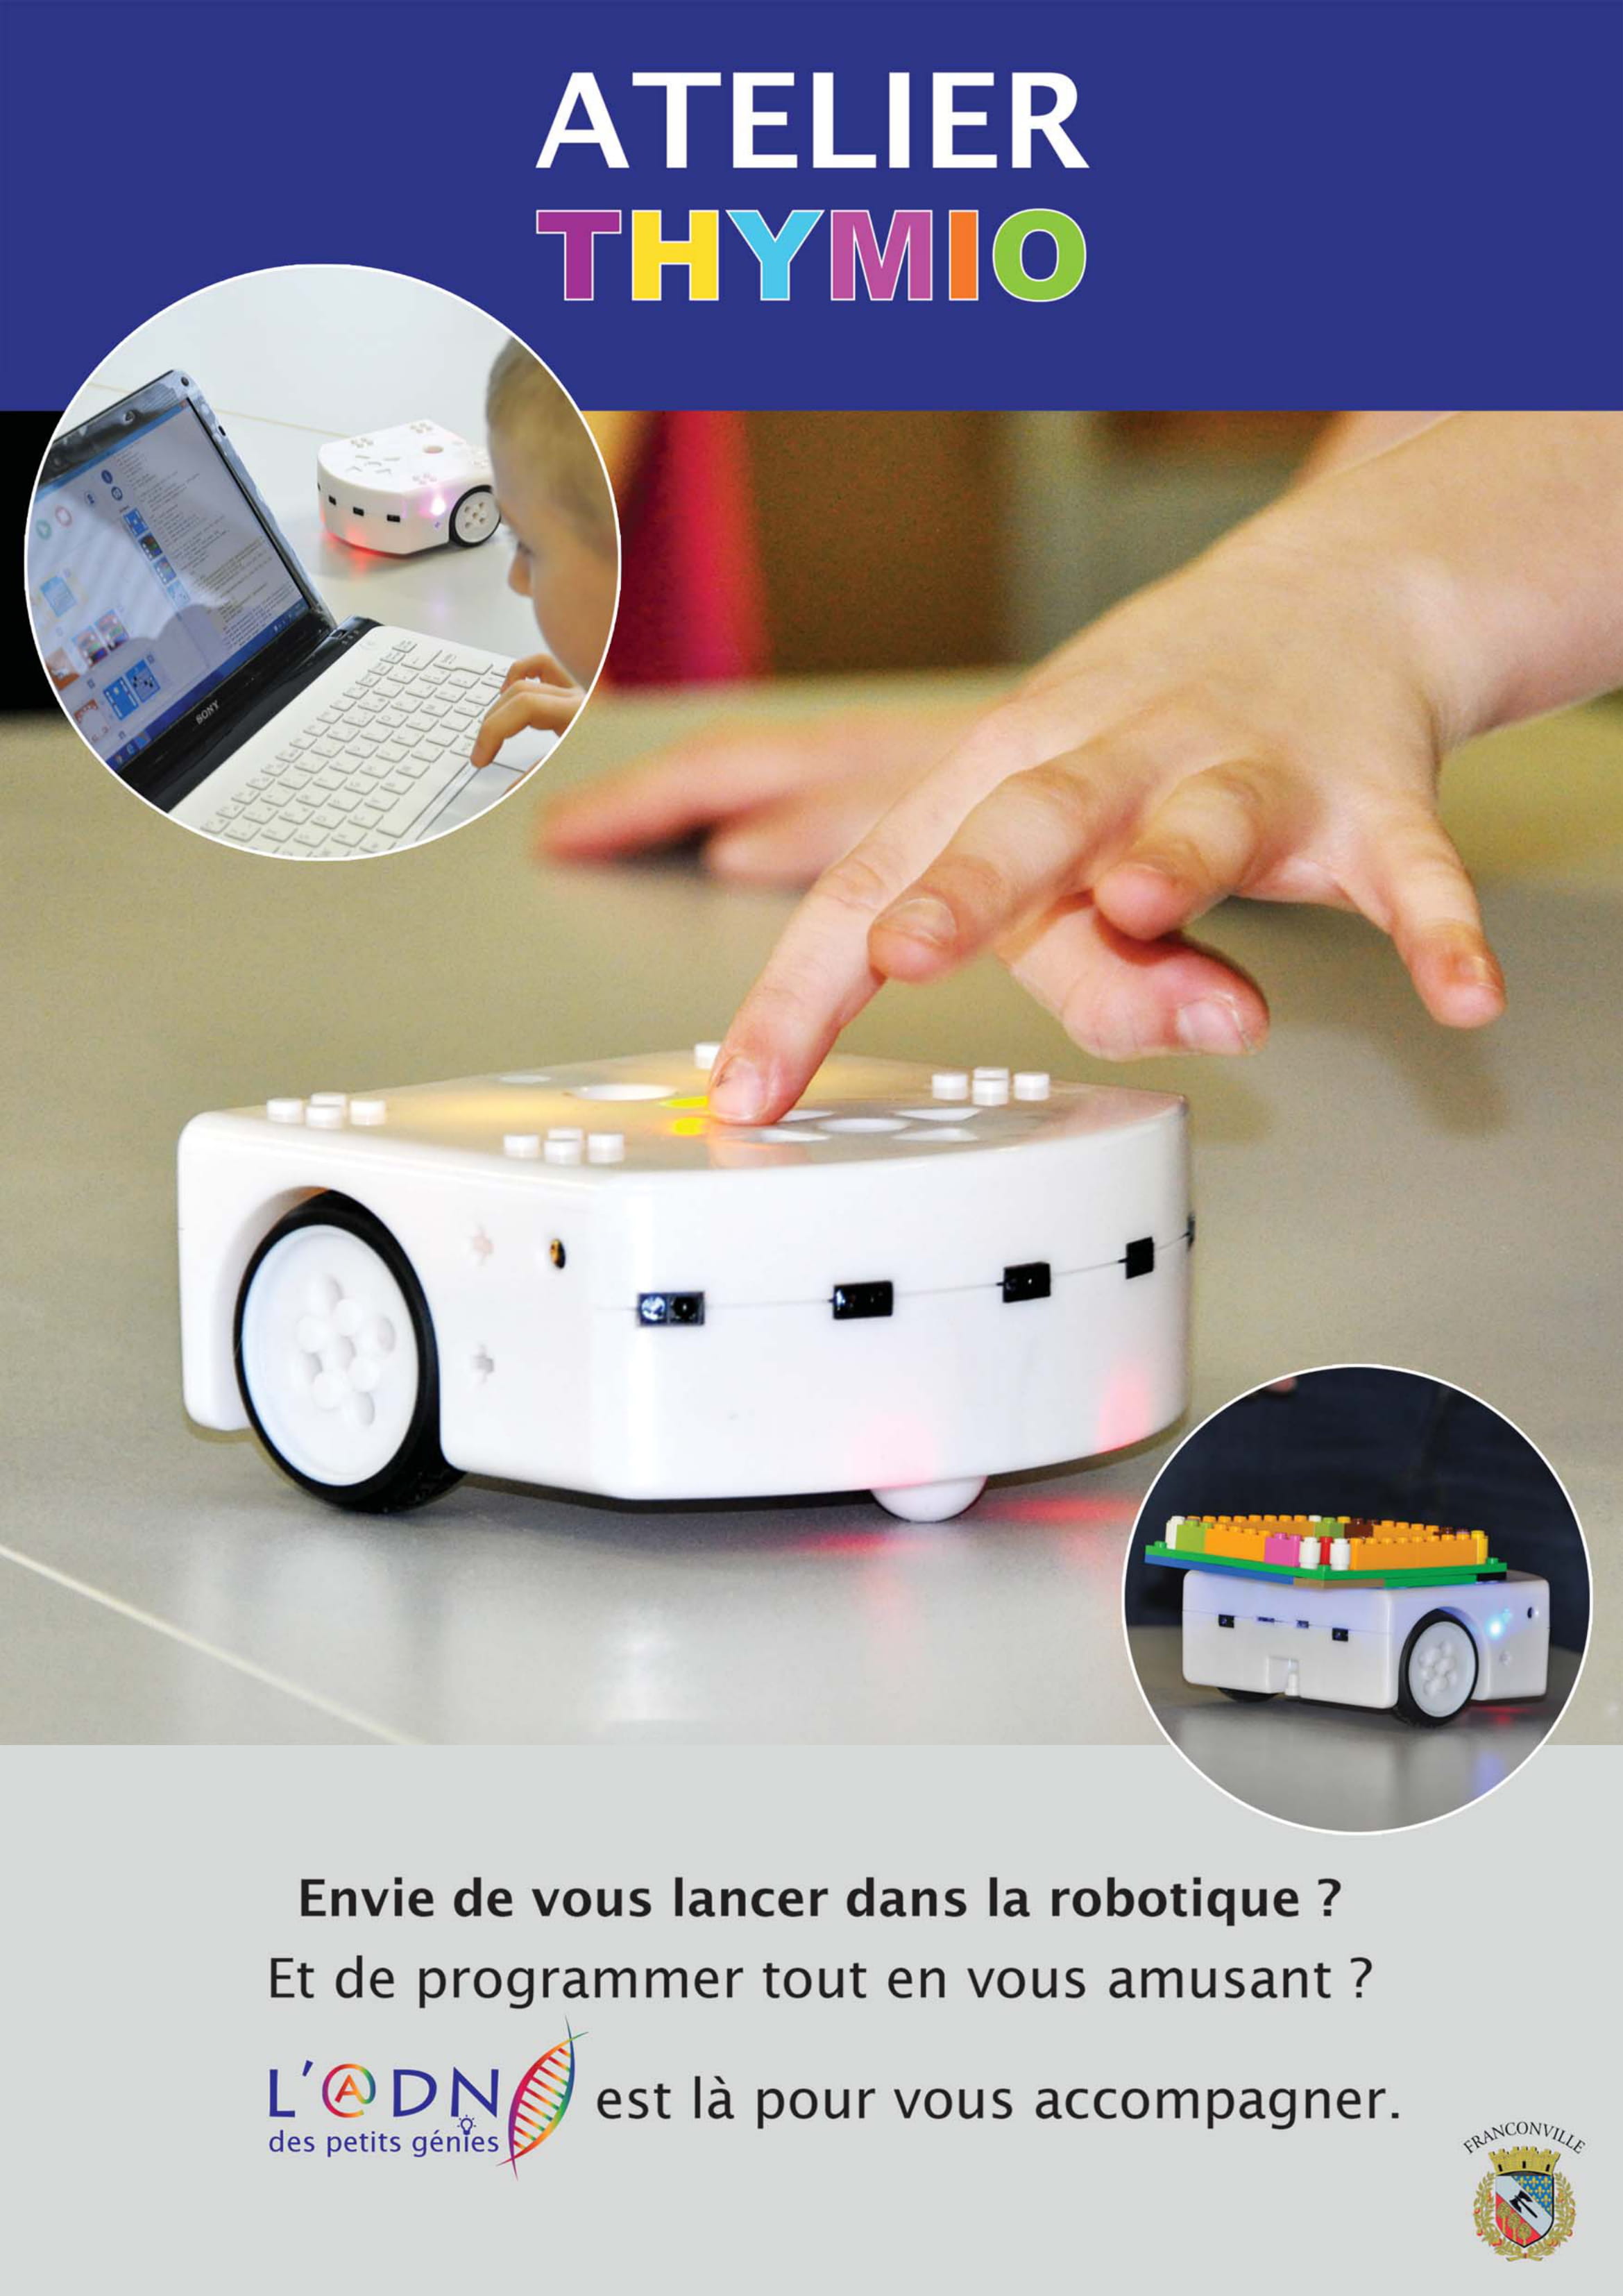 ATELIER
THYMIO
SONY
Envie de vous lancer dans la robotique ?
Et de programmer tout en vous amusant ?
L'@DN est là pour vous accompagner.
des petits génies
FRANCONVILLE